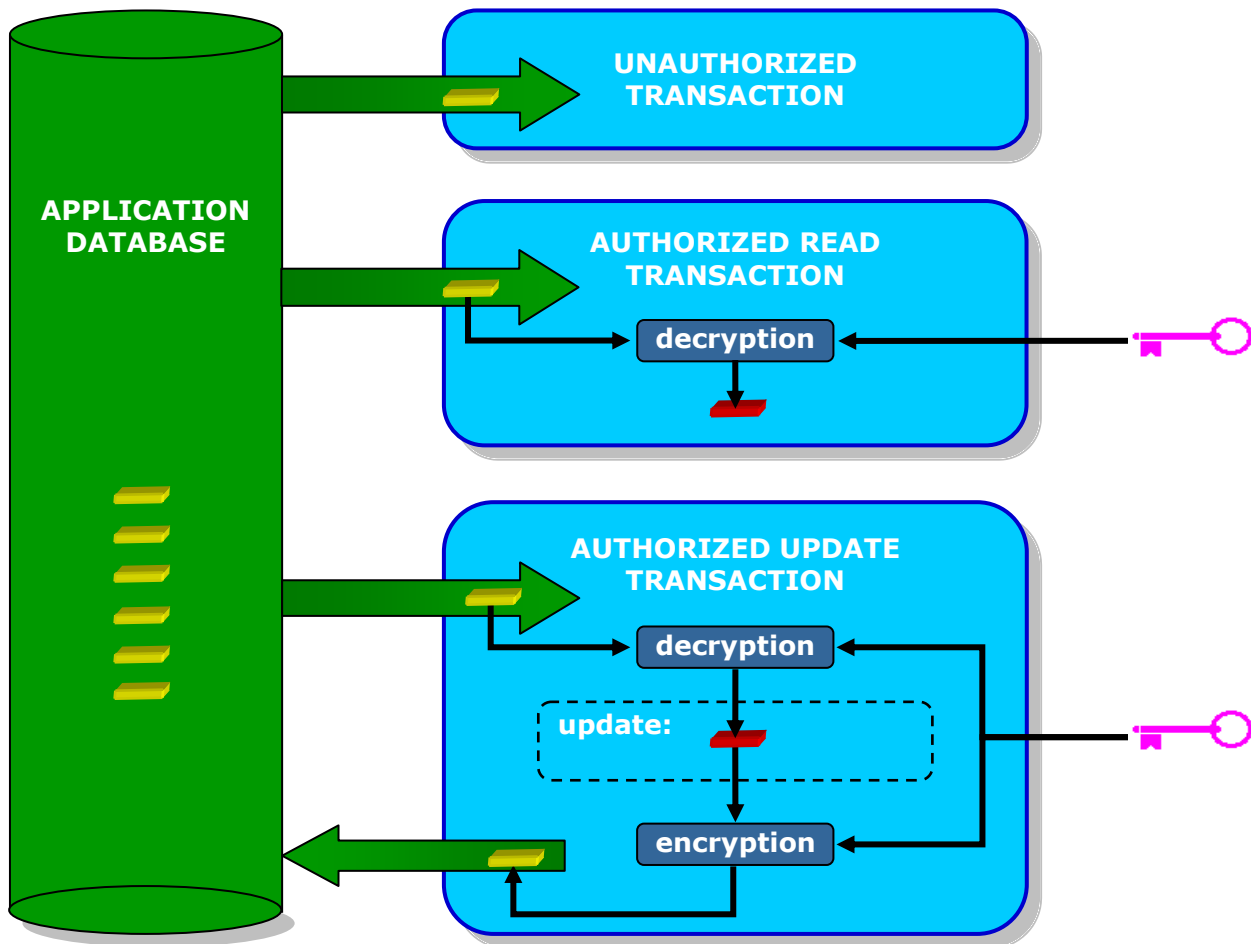 UNAUTHORIZED
TRANSACTION
APPLICATION
DATABASE
AUTHORIZED READ
TRANSACTION
decryption
AUTHORIZED UPDATE
TRANSACTION
decryption
update:
encryption